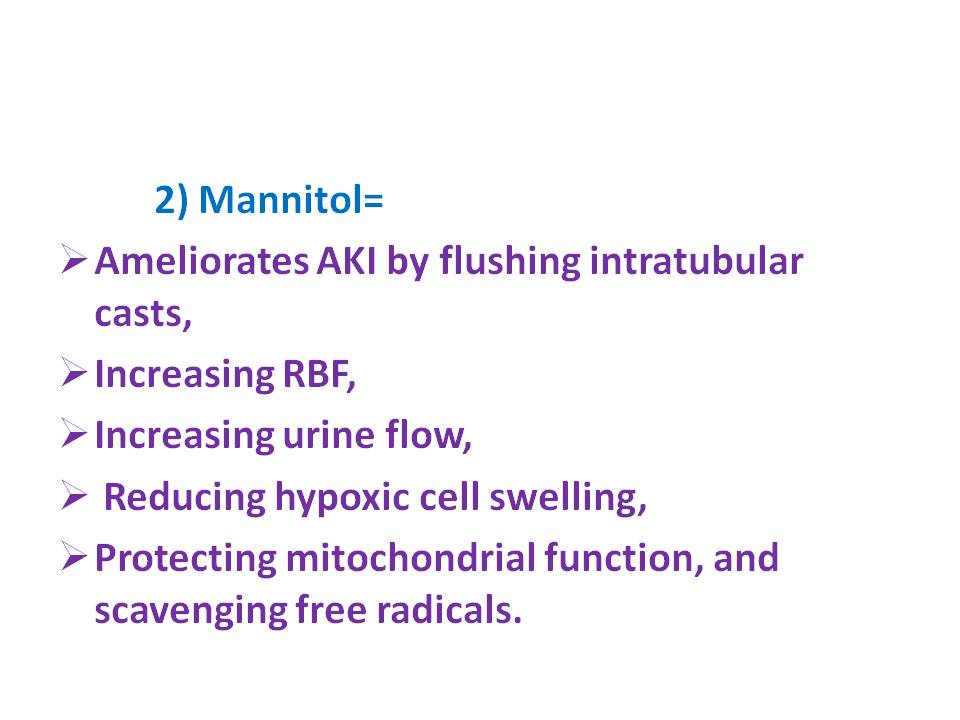 2) Mannitol=
➢ Ameliorates AKI by flushing intratubular
casts,
➢ Increasing RBF,
➢ Increasing urine flow,
➢ Reducing hypoxic cell swelling,
➢ Protecting mitochondrial function, and
scavenging free radicals.